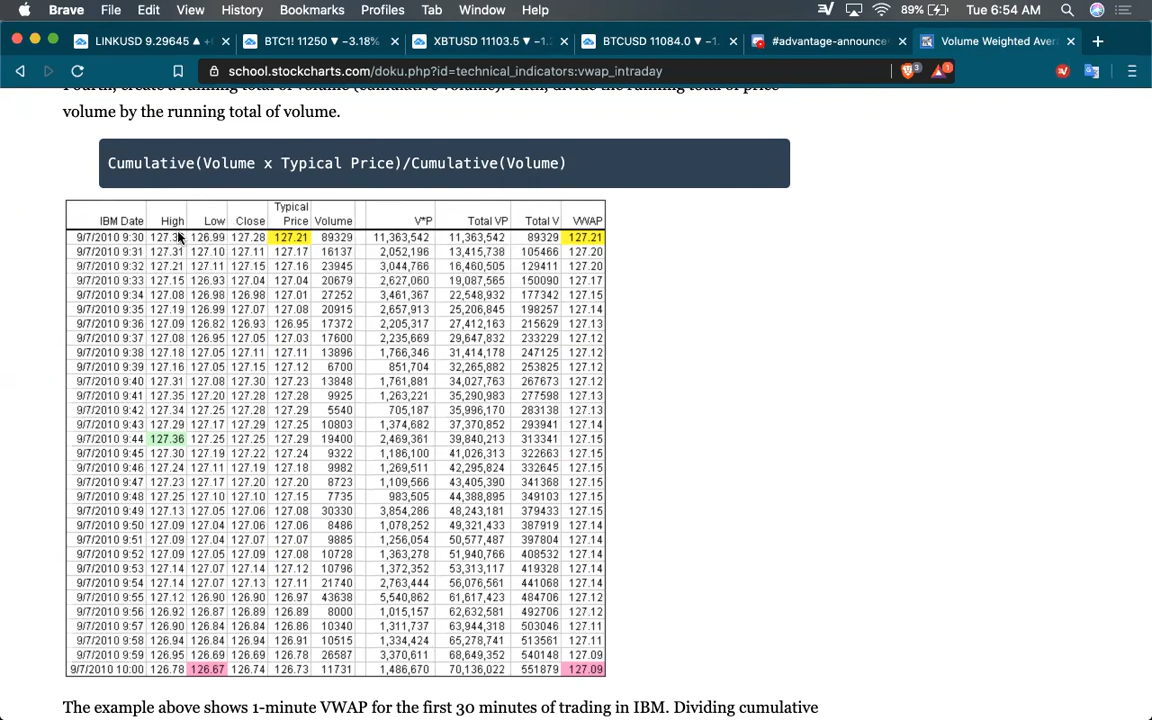 Brave File Edit View History Bookmarks Profiles Tab Window Help 89% Tue 6:54 AM
LINKUSD 9.29645 ▲ +( × BTC1! 11250 ▼ −3.18% × XBTUSD 11103.5 ▼ −1. × BTCUSD 11084.0 ▼ −1. × #advantage-announce × Volume Weighted Aver × +
school.stockcharts.com/doku.php?id=technical_indicators:vwap_intraday 3 1
Fourth, create a running total of volume (cumulative volume). Fifth, divide the running total of price
volume by the running total of volume.
Cumulative(Volume x Typical Price)/Cumulative(Volume)
Typical
IBM Date High Low Close Price Volume V*P Total VP Total V VWAP
9/7/2010 9:30 126.99 127.28 127.21 89329 11,363,542 11,363,542 89329 127.21
9/7/2010 9:31 127.31 127.10 127.11 127.17 16137 2,052,196 13,415,738 105466 127.20
9/7/2010 9:32 127.21 127.11 127.15 127.16 23945 3,044,766 16,460,505 129411 127.20
9/7/2010 9:33 127.15 126.93 127.04 127.04 20679 2,627,060 19,087,565 150090 127.17
9/7/2010 9:34 127.08 126.98 126.98 127.01 27252 3,461,367 22,548,932 177342 127.15
9/7/2010 9:35 127.19 126.99 127.07 127.08 20915 2,657,913 25,206,845 198257 127.14
9/7/2010 9:36 127.09 126.82 126.93 126.95 17372 2,205,317 27,412,163 215629 127.13
9/7/2010 9:37 127.08 126.95 127.05 127.03 17600 2,235,669 29,647,832 233229 127.12
9/7/2010 9:38 127.18 127.05 127.11 127.11 13896 1,766,346 31,414,178 247125 127.12
9/7/2010 9:39 127.16 127.05 127.15 127.12 6700 851,704 32,265,882 253825 127.12
9/7/2010 9:40 127.31 127.08 127.30 127.23 13848 1,761,881 34,027,763 267673 127.12
9/7/2010 9:41 127.35 127.20 127.28 127.28 9925 1,263,221 35,290,983 277598 127.13
9/7/2010 9:42 127.34 127.25 127.28 127.29 5540 705,187 35,996,170 283138 127.13
9/7/2010 9:43 127.29 127.17 127.29 127.25 10803 1,374,682 37,370,852 293941 127.14
9/7/2010 9:44 127.36 127.25 127.25 127.29 19400 2,469,361 39,840,213 313341 127.15
9/7/2010 9:45 127.30 127.19 127.22 127.24 9322 1,186,100 41,026,313 322663 127.15
9/7/2010 9:46 127.24 127.11 127.19 127.18 9982 1,269,511 42,295,824 332645 127.15
9/7/2010 9:47 127.23 127.17 127.20 127.20 8723 1,109,566 43,405,390 341368 127.15
9/7/2010 9:48 127.25 127.10 127.10 127.15 7735 983,505 44,388,895 349103 127.15
9/7/2010 9:49 127.13 127.05 127.06 127.08 30330 3,854,286 48,243,181 379433 127.15
9/7/2010 9:50 127.09 127.04 127.06 127.06 8486 1,078,252 49,321,433 387919 127.14
9/7/2010 9:51 127.09 127.04 127.07 127.07 9885 1,256,054 50,577,487 397804 127.14
9/7/2010 9:52 127.09 127.05 127.09 127.08 10728 1,363,278 51,940,766 408532 127.14
9/7/2010 9:53 127.14 127.07 127.14 127.12 10796 1,372,352 53,313,117 419328 127.14
9/7/2010 9:54 127.14 127.07 127.13 127.11 21740 2,763,444 56,076,561 441068 127.14
9/7/2010 9:55 127.12 126.90 126.90 126.97 43638 5,540,862 61,617,423 484706 127.12
9/7/2010 9:56 126.92 126.87 126.89 126.89 8000 1,015,157 62,632,581 492706 127.12
9/7/2010 9:57 126.90 126.84 126.84 126.86 10340 1,311,737 63,944,318 503046 127.11
9/7/2010 9:58 126.94 126.84 126.94 126.91 10515 1,334,424 65,278,741 513561 127.11
9/7/2010 9:59 126.95 126.69 126.69 126.78 26587 3,370,611 68,649,352 540148 127.09
9/7/2010 10:00 126.78 126.67 126.74 126.73 11731 1,486,670 70,136,022 551879 127.09
The example above shows 1-minute VWAP for the first 30 minutes of trading in IBM. Dividing cumulative